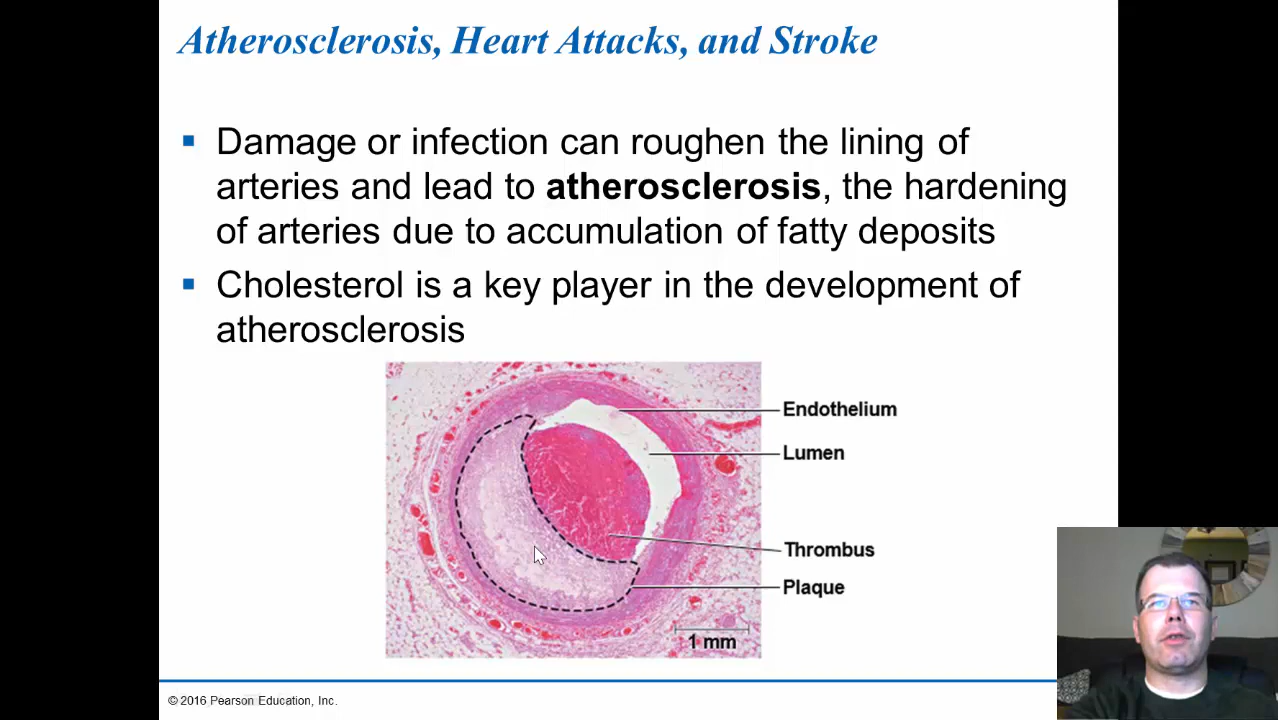 Atherosclerosis, Heart Attacks, and Stroke
Damage or infection can roughen the lining of
arteries and lead to atherosclerosis, the hardening
of arteries due to accumulation of fatty deposits
Cholesterol is a key player in the development of
atherosclerosis
Endothelium
Lumen
Thrombus
Plaque
1 mm
© 2016 Pearson Education, Inc.